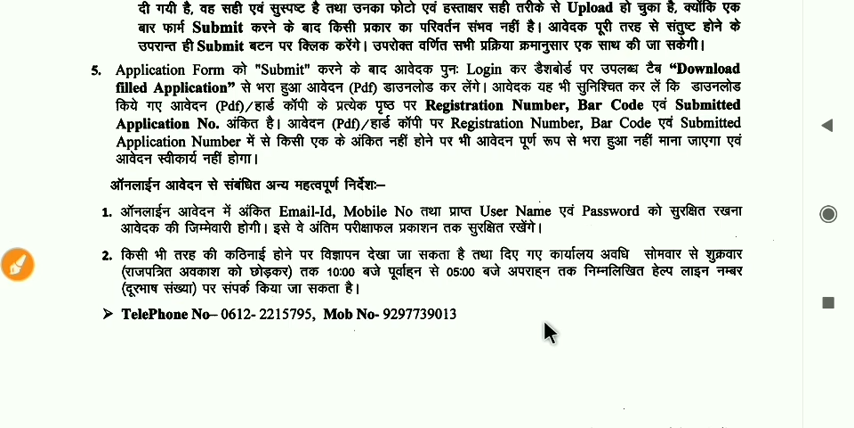 दी गयी है, वह सही एवं सुस्पष्ट है तथा उनका फोटो एवं हस्ताक्षर सही तरीके से Upload हो चुका है, क्योंकि एक
बार फार्म Submit करने के बाद किसी प्रकार का परिवर्तन संभव नहीं है। आवेदक पूरी तरह से संतुष्ट होने के
उपरान्त ही Submit बटन पर क्लिक करेंगे। उपरोक्त वर्णित सभी प्रक्रिया क्रमानुसार एक साथ की जा सकेगी।
5. Application Form को "Submit" करने के बाद आवेदक पुनः Login कर डैशबोर्ड पर उपलब्ध टैब “Download
filled Application” से भरा हुआ आवेदन (Pdf) डाउनलोड कर लेंगे। आवेदक यह भी सुनिश्चित कर लें कि डाउनलोड
किये गए आवेदन (Pdf)/हार्ड कॉपी के प्रत्येक पृष्ठ पर Registration Number, Bar Code एवं Submitted
Application No. अंकित है। आवेदन (Pdf)/हार्ड कॉपी पर Registration Number, Bar Code एवं Submitted
Application Number में से किसी एक के अंकित नहीं होने पर भी आवेदन पूर्ण रूप से भरा हुआ नहीं माना जाएगा एवं
आवेदन स्वीकार्य नहीं होगा।
ऑनलाईन आवेदन से संबंधित अन्य महत्वपूर्ण निर्देशः–
1. ऑनलाईन आवेदन में अंकित Email-Id, Mobile No तथा प्राप्त User Name एवं Password को सुरक्षित रखना
आवेदक की जिम्मेवारी होगी। इसे वे अंतिम परीक्षाफल प्रकाशन तक सुरक्षित रखेंगे।
2. किसी भी तरह की कठिनाई होने पर विज्ञापन देखा जा सकता है तथा दिए गए कार्यालय अवधि सोमवार से शुक्रवार
(राजपत्रित अवकाश को छोड़कर) तक 10:00 बजे पूर्वाह्न से 05:00 बजे अपराह्न तक निम्नलिखित हेल्प लाइन नम्बर
(दूरभाष संख्या) पर संपर्क किया जा सकता है।
➢ TelePhone No– 0612- 2215795, Mob No- 9297739013